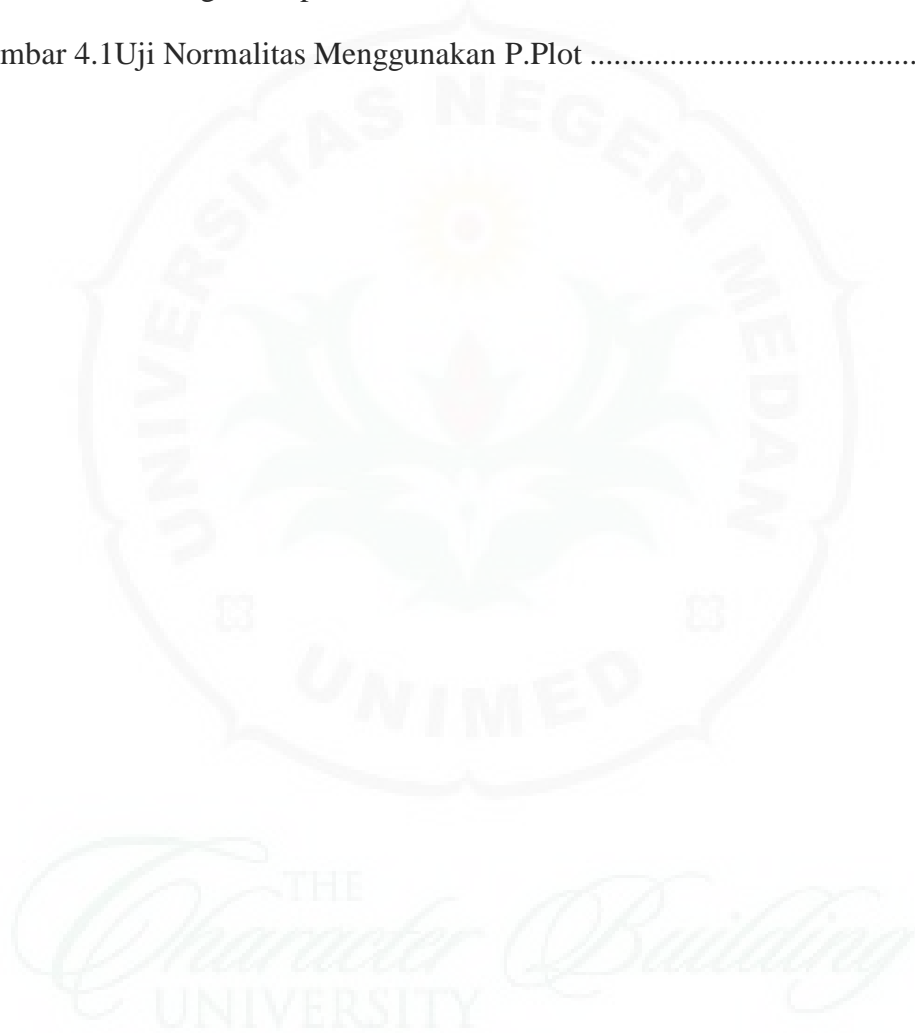 mbar 4.1Uji Normalitas Menggunakan P.Plot ........................................
UNIVERSITAS NEGERI MEDAN
UNIMED
THE
Character Building
UNIVERSITY